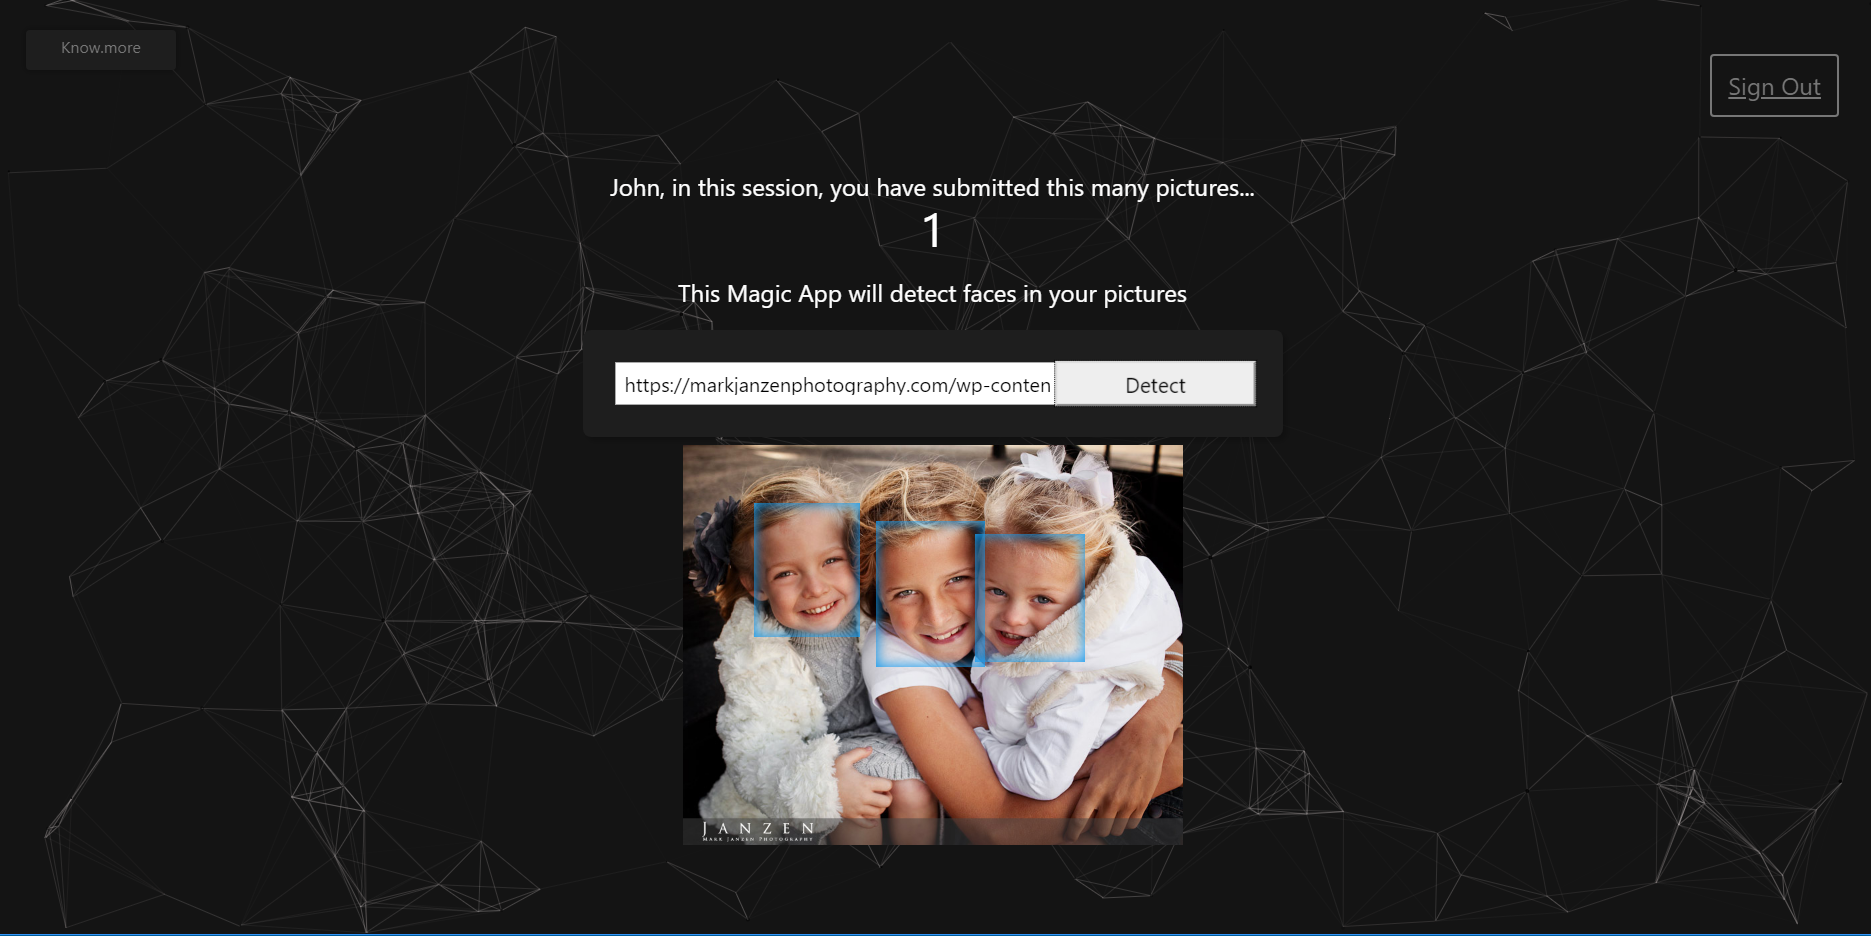 Know.more
Sign Out
John, in this session, you have submitted this many pictures...
1
This Magic App will detect faces in your pictures
https://markjanzenphotography.com/wp-conten
Detect
JANZEN
MARK JANZEN PHOTOGRAPHY